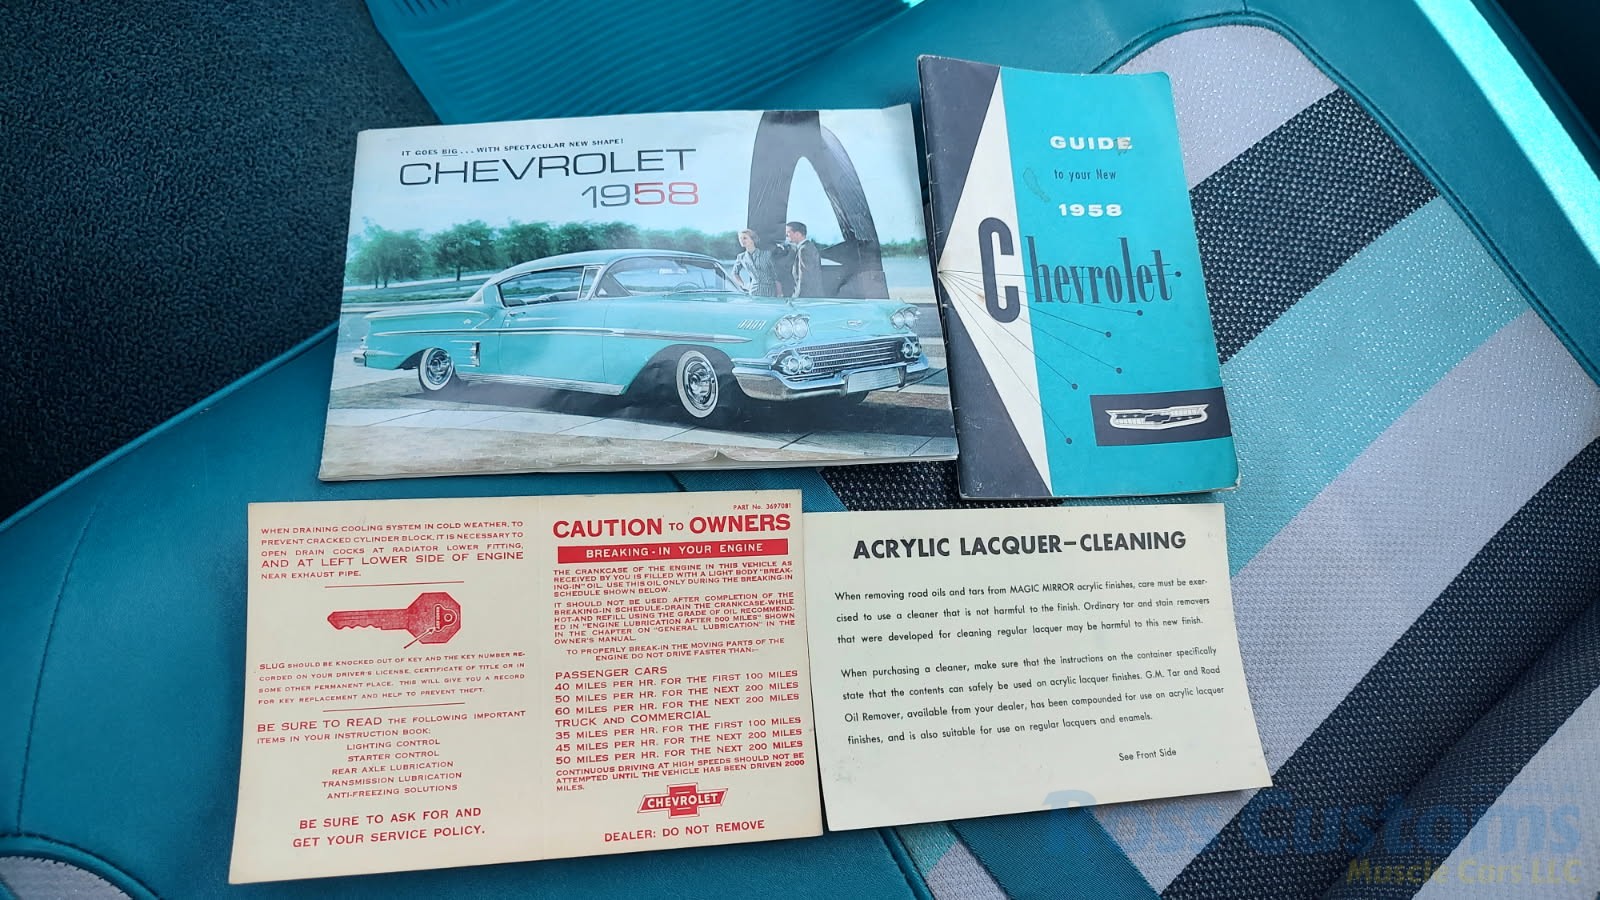 IT GOES BIG...WITH SPECTACULAR NEW SHAPE!
CHEVROLET
1958
GUIDE
to your New
1958
Chevrolet
WHEN DRAINING COOLING SYSTEM IN COLD WEATHER, TO
PREVENT CRACKED CYLINDER BLOCK, IT IS NECESSARY TO
OPEN DRAIN COCKS AT RADIATOR LOWER FITTING,
AND AT LEFT LOWER SIDE OF ENGINE
NEAR EXHAUST PIPE.
SLUG SHOULD BE KNOCKED OUT OF KEY AND THE KEY NUMBER RE-
CORDED ON YOUR DRIVER'S LICENSE, CERTIFICATE OF TITLE OR IN
SOME OTHER PERMANENT PLACE. THIS WILL GIVE YOU A RECORD
FOR KEY REPLACEMENT AND HELP TO PREVENT THEFT.
BE SURE TO READ THE FOLLOWING IMPORTANT
ITEMS IN YOUR INSTRUCTION BOOK:
LIGHTING CONTROL
STARTER CONTROL
REAR AXLE LUBRICATION
TRANSMISSION LUBRICATION
ANTI-FREEZING SOLUTIONS
BE SURE TO ASK FOR AND
GET YOUR SERVICE POLICY.
PART No. 3697081
CAUTION TO OWNERS
BREAKING-IN YOUR ENGINE
THE CRANKCASE OF THE ENGINE IN THIS VEHICLE AS
RECEIVED BY YOU IS FILLED WITH A LIGHT BODY "BREAK-
ING-IN" OIL. USE THIS OIL ONLY DURING THE BREAKING-IN
SCHEDULE SHOWN BELOW.
IT SHOULD NOT BE USED AFTER COMPLETION OF THE
BREAKING-IN SCHEDULE-DRAIN THE CRANKCASE-WHILE
HOT-AND REFILL USING THE GRADE OF OIL RECOMMEND-
ED IN "ENGINE LUBRICATION AFTER 500 MILES" SHOWN
IN THE CHAPTER ON "GENERAL LUBRICATION" IN THE
OWNER'S MANUAL.
TO PROPERLY BREAK-IN THE MOVING PARTS OF THE
ENGINE DO NOT DRIVE FASTER THAN:-
PASSENGER CARS
40 MILES PER HR. FOR THE FIRST 100 MILES
50 MILES PER HR. FOR THE NEXT 200 MILES
60 MILES PER HR. FOR THE NEXT 200 MILES
TRUCK AND COMMERCIAL
35 MILES PER HR. FOR THE FIRST 100 MILES
45 MILES PER HR. FOR THE NEXT 200 MILES
50 MILES PER HR. FOR THE NEXT 200 MILES
CONTINUOUS DRIVING AT HIGH SPEEDS SHOULD NOT BE
ATTEMPTED UNTIL THE VEHICLE HAS BEEN DRIVEN 2000
MILES.
CHEVROLET
DEALER: DO NOT REMOVE
ACRYLIC LACQUER-CLEANING
When removing road oils and tars from MAGIC MIRROR acrylic finishes, care must be exer-
cised to use a cleaner that is not harmful to the finish. Ordinary tar and stain removers
that were developed for cleaning regular lacquer may be harmful to this new finish.
When purchasing a cleaner, make sure that the instructions on the container specifically
state that the contents can safely be used on acrylic lacquer finishes. G.M. Tar and Road
Oil Remover, available from your dealer, has been compounded for use on acrylic lacquer
finishes, and is also suitable for use on regular lacquers and enamels.
See Front Side
Ross Customs
Muscle Cars LLC